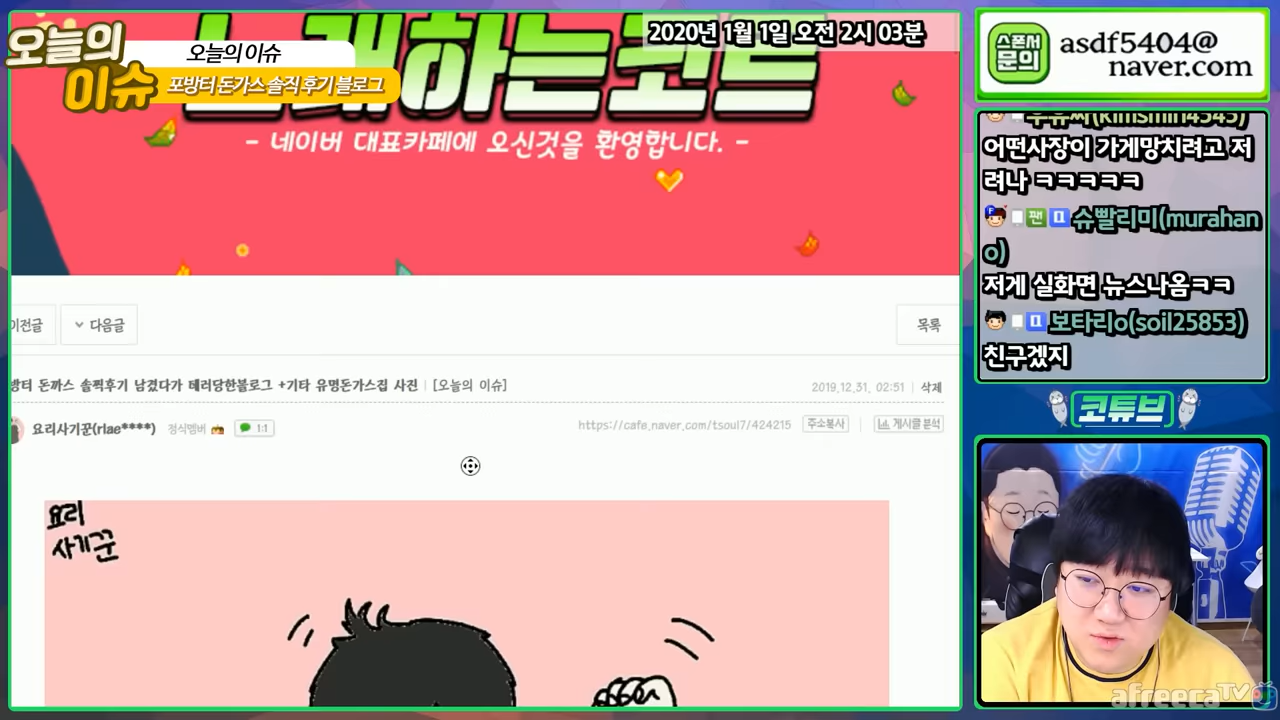 오늘의
이슈
오늘의 이슈
포방터 돈가스 솔직 후기 블로그
노래하는코트
2020년 1월 1일 오전 2시 03분
- 네이버 대표카페에 오신것을 환영합니다. -
이전글
다음글
목록
방터 돈까스 솔찍후기 남겼다가 테러당한블로그 +기타 유명돈가스집 사진 | [오늘의 이슈]
2019.12.31. 02:51 | 삭제
요리사기꾼(rlae****)
정식멤버
1:1
https://cafe.naver.com/tsoul7/424215
주소복사
게시글 분석
요리
사기꾼
스폰서
문의
asdf5404@
naver.com
어떤사장이 가게망치려고 저
러나 ㅋㅋㅋㅋㅋ
팬
슈빨리미(murahan
o)
저게 실화면 뉴스나옴ㅋㅋ
보타리o(soil25853)
친구겠지
코튜브
afreecaTV